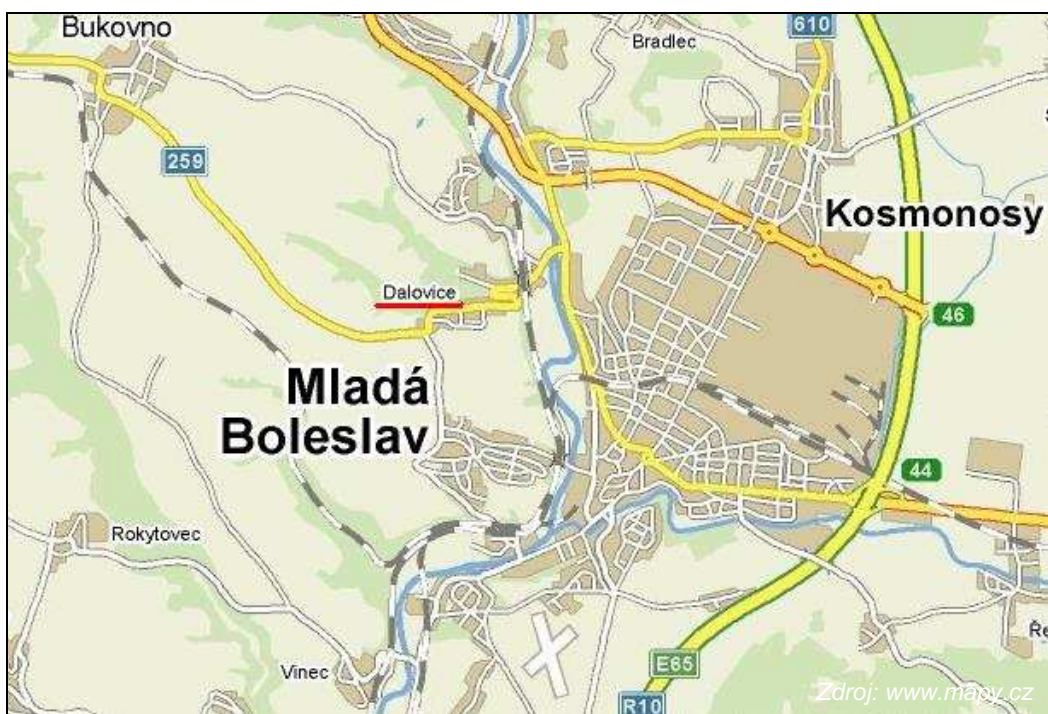 Bukovno
610
Bradlec
259
Kosmonosy
Dalovice
46
Mladá
Boleslav
44
Rokytovec
Vinec
E65
R10
Zdroj: www.mapy.cz